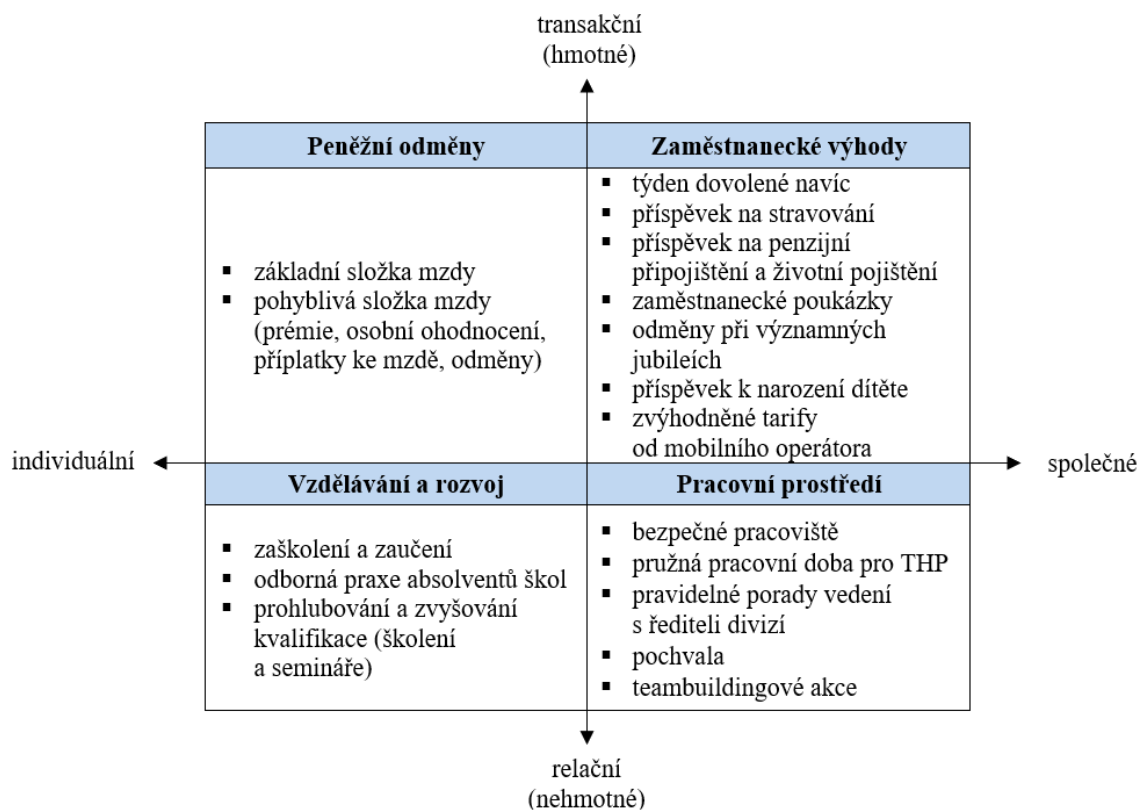 transakční
(hmotné)
Peněžní odměny
základní složka mzdy
pohyblivá složka mzdy
(prémie, osobní ohodnocení,
příplatky ke mzdě, odměny)
Zaměstnanecké výhody
týden dovolené navíc
příspěvek na stravování
příspěvek na penzijní
připojištění a životní pojištění
zaměstnanecké poukázky
odměny při významných
jubileích
příspěvek k narození dítěte
zvýhodněné tarify
od mobilního operátora
individuální
společné
Vzdělávání a rozvoj
zaškolení a zaučení
odborná praxe absolventů škol
prohlubování a zvyšování
kvalifikace (školení
a semináře)
Pracovní prostředí
bezpečné pracoviště
pružná pracovní doba pro THP
pravidelné porady vedení
s řediteli divizí
pochvala
teambuildingové akce
relační
(nehmotné)